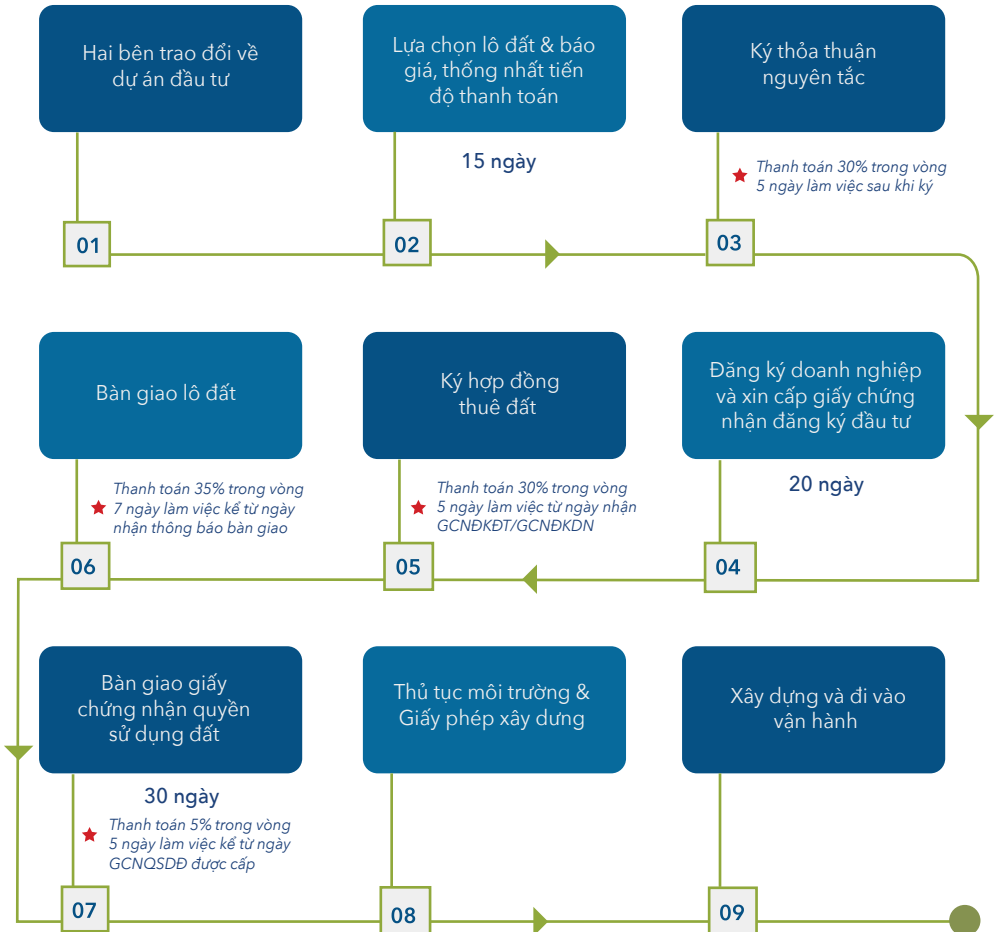 Hai bên trao đổi về
dự án đầu tư
01
Lựa chọn lô đất & báo
giá, thống nhất tiến
độ thanh toán
15 ngày
02
Ký thỏa thuận
nguyên tắc
Thanh toán 30% trong vòng
5 ngày làm việc sau khi ký
03
Đăng ký doanh nghiệp
và xin cấp giấy chứng
nhận đăng ký đầu tư
20 ngày
04
Ký hợp đồng
thuê đất
Thanh toán 30% trong vòng
5 ngày làm việc từ ngày nhận
GCNĐKĐT/GCNĐKDN
05
Bàn giao lô đất
Thanh toán 35% trong vòng
7 ngày làm việc kể từ ngày
nhận thông báo bàn giao
06
Bàn giao giấy
chứng nhận quyền
sử dụng đất
30 ngày
Thanh toán 5% trong vòng
5 ngày làm việc kể từ ngày
GCNQSDĐ được cấp
07
Thủ tục môi trường &
Giấy phép xây dưng
08
Xây dựng và đi vào
vận hành
09